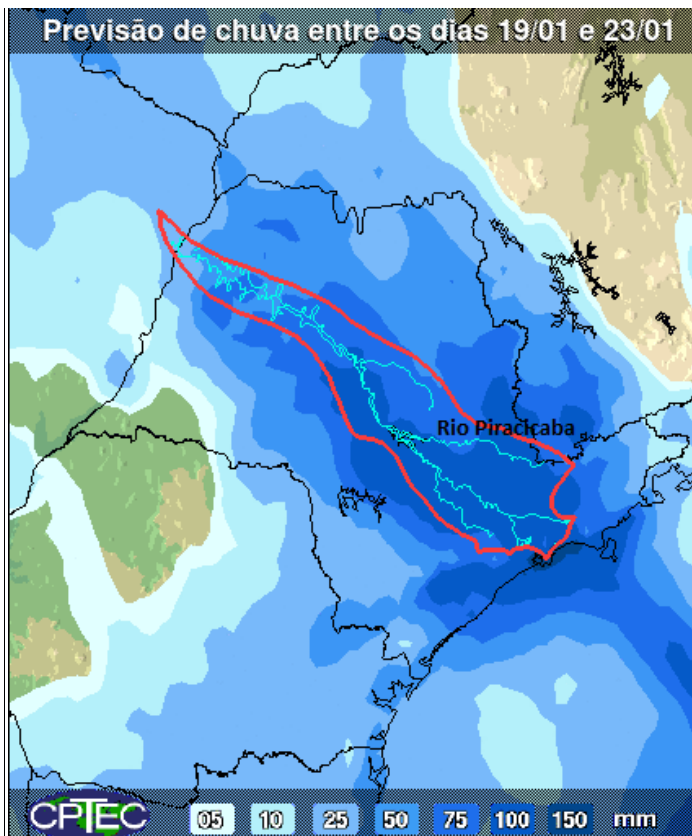 Previsão de chuva entre os dias 19/01 e 23/01
Rio Piracicaba
CPTEC 05 10 25 50 75 100 150 mm